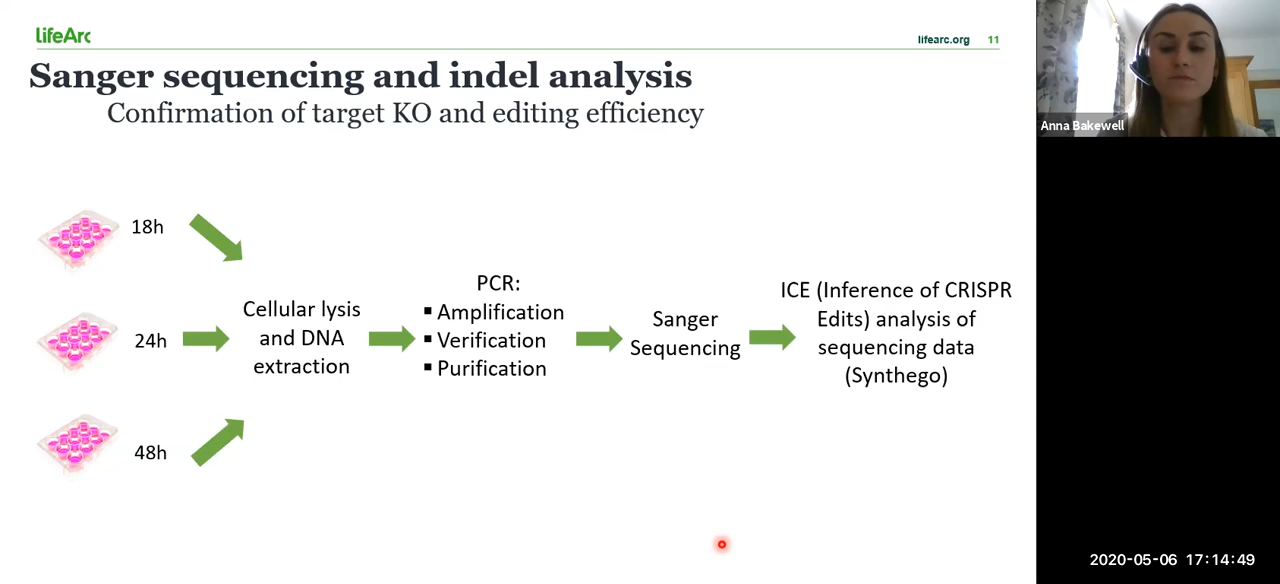 lifeArc
lifearc.org 11
Sanger sequencing and indel analysis
Confirmation of target KO and editing efficiency
Anna Bakewell
18h
24h
48h
Cellular lysis
and DNA
extraction
PCR:
▪ Amplification
▪ Verification
▪ Purification
Sanger
Sequencing
ICE (Inference of CRISPR
Edits) analysis of
sequencing data
(Synthego)
2020-05-06 17:14:49